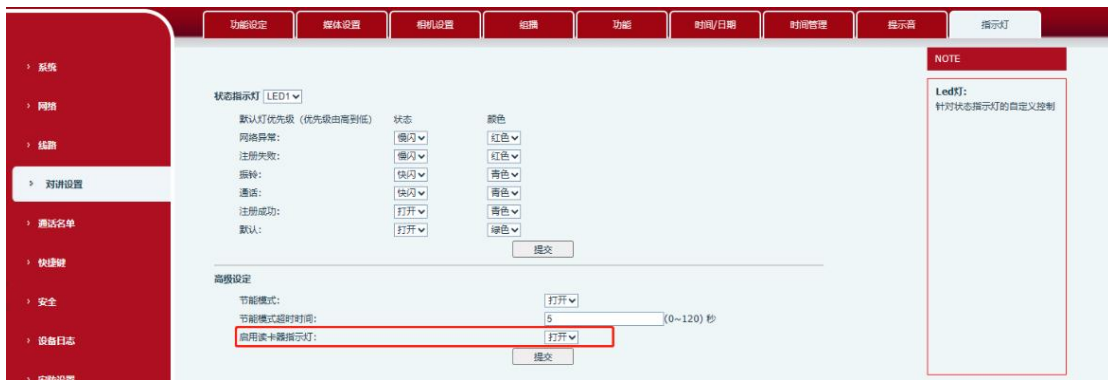 功能设定 媒体设置 相机设置 组播 功能 时间/日期 时间管理 提示音 指示灯
› 系统
› 网络
› 线路
› 对讲设置
› 通话名单
› 快捷键
› 安全
› 设备日志
状态指示灯 LED1
默认灯优先级（优先级由高到低） 状态 颜色
网络异常: 慢闪 红色
注册失败: 慢闪 红色
振铃: 快闪 青色
通话: 快闪 青色
注册成功: 打开 青色
默认: 打开 绿色
提交
高级设定
节能模式: 打开
节能模式超时时间: 5 (0~120) 秒
启用读卡器指示灯: 打开
提交
NOTE
Led灯:
针对状态指示灯的自定义控制